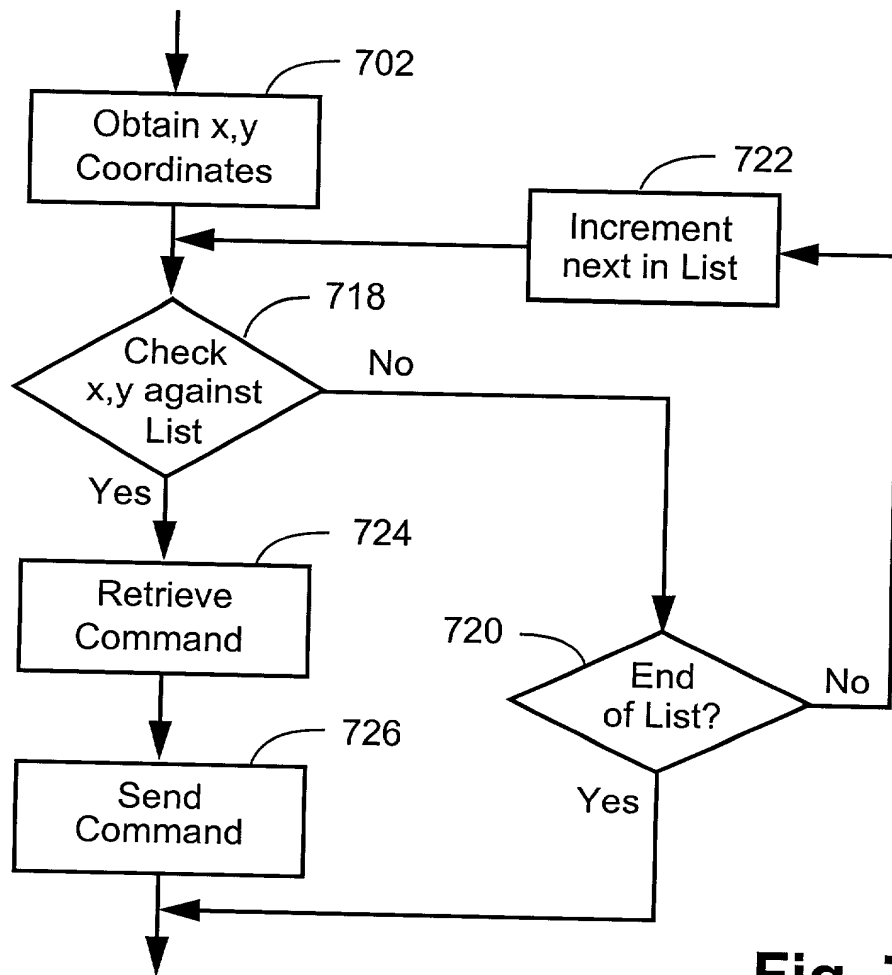 702
Obtain x,y
Coordinates
722
Increment
next in List
718
Check
x,y against
List
No
Yes
724
Retrieve
Command
720
End
of List?
No
726
Yes
Send
Command
Fig.